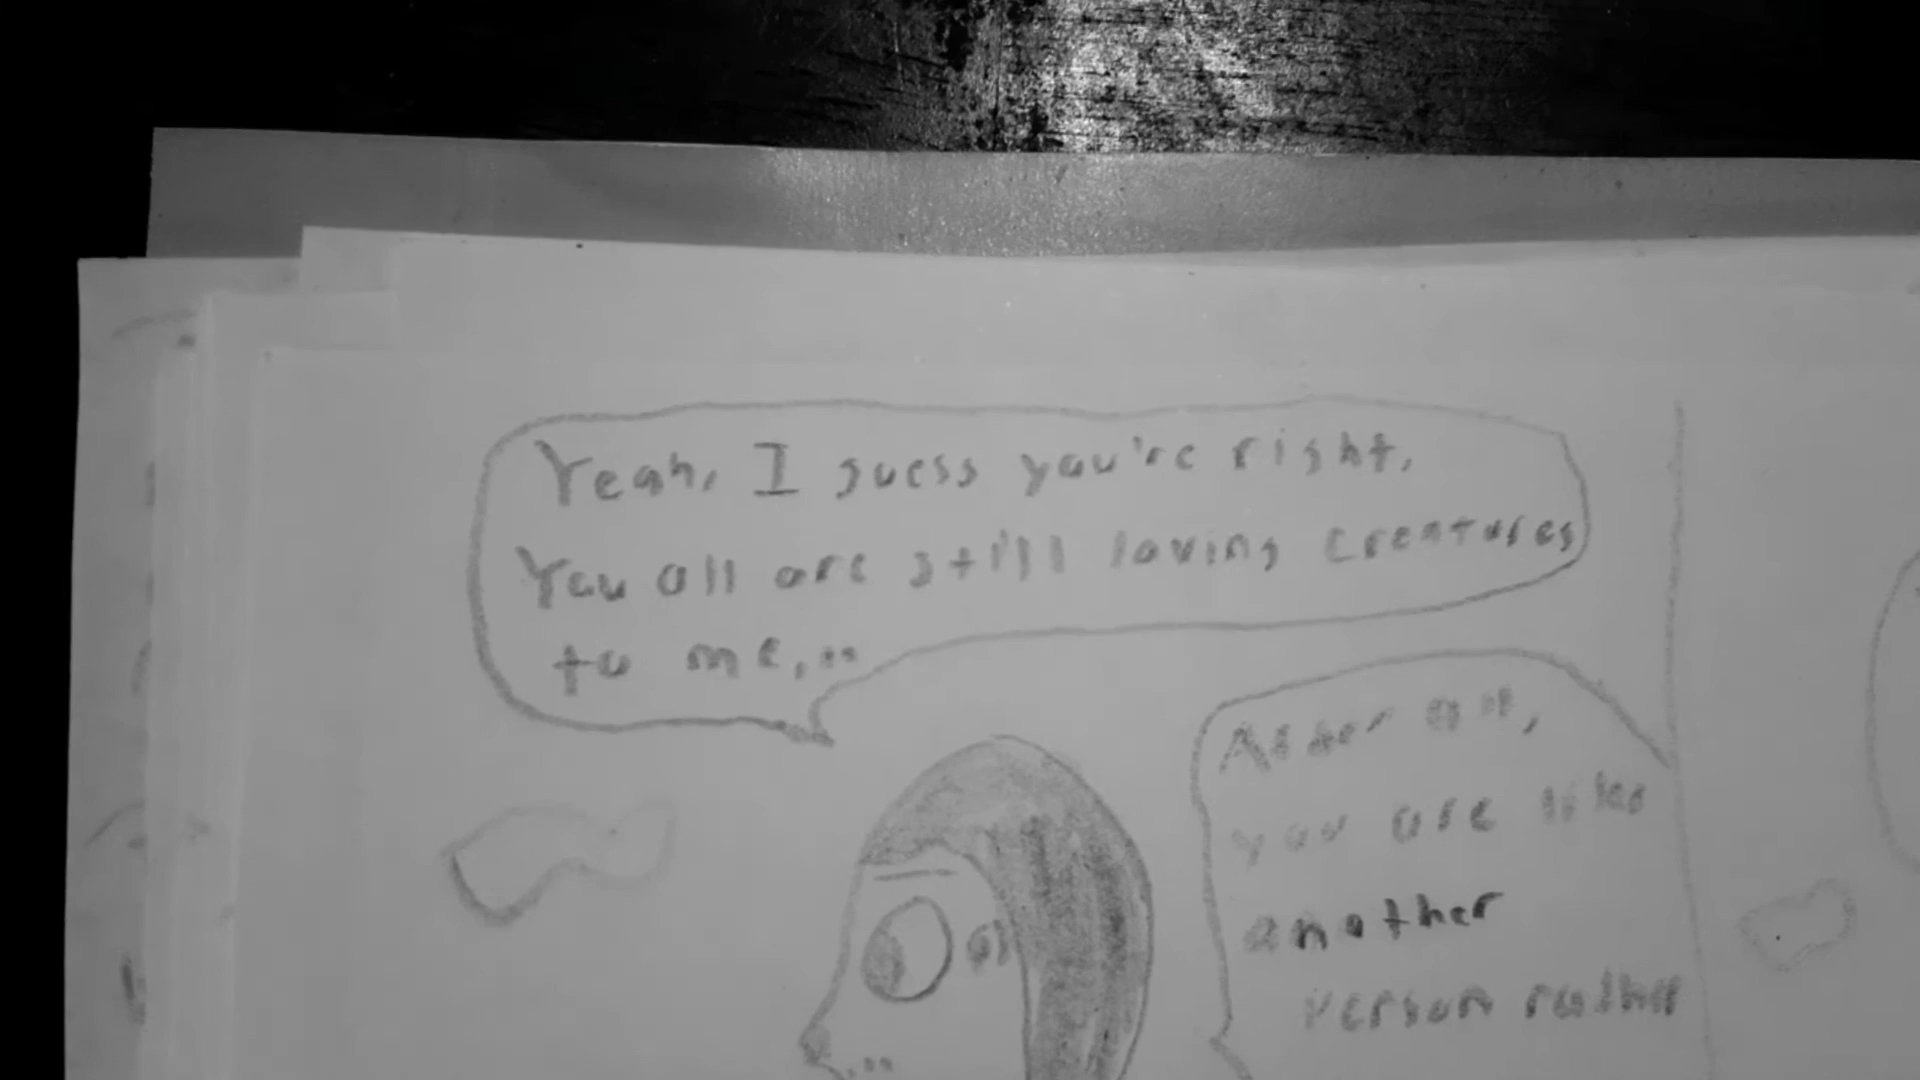 Yeah, I guess you're right.
You all are still loving creatures
to me...
After all,
you are like
another
person rather